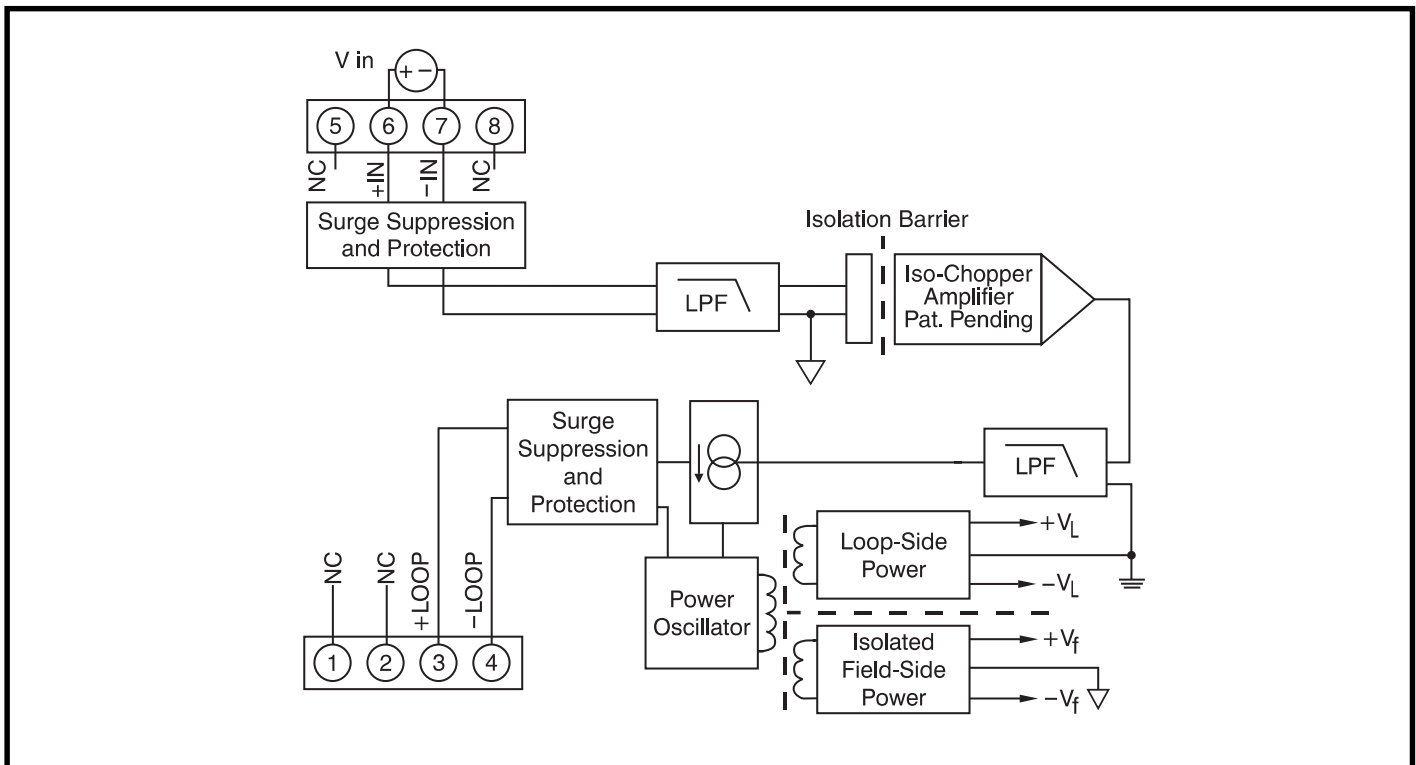 V in
+ −
5 6 7 8
NC +IN −IN NC
Surge Suppression
and Protection
Isolation Barrier
LPF
Iso-Chopper
Amplifier
Pat. Pending
Surge
Suppression
and
Protection
LPF
Loop-Side
Power
+VL
−VL
Power
Oscillator
Isolated
Field-Side
Power
+Vf
−Vf
NC NC +LOOP −LOOP
1 2 3 4